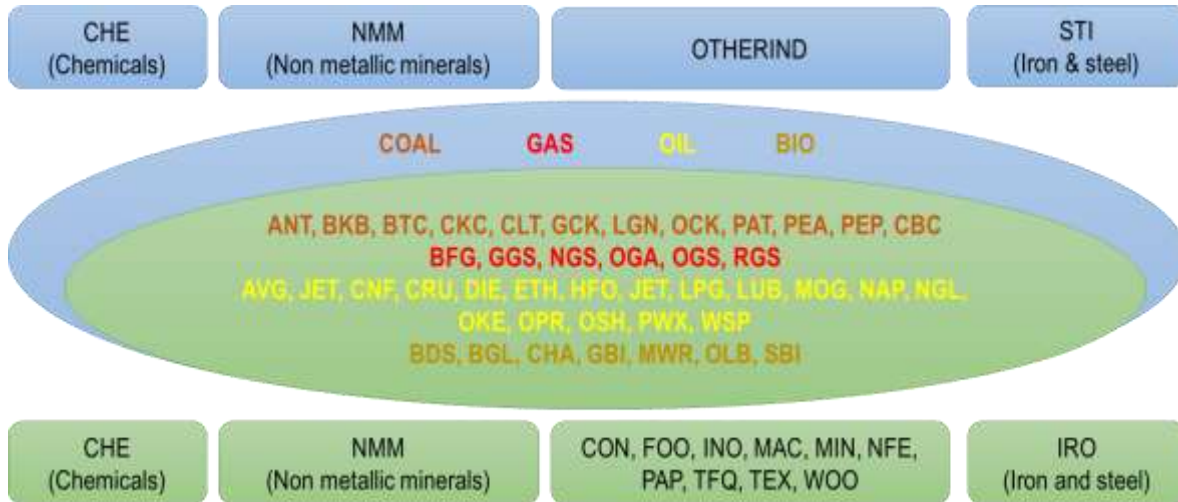 CHE
(Chemicals)
NMM
(Non metallic minerals)
OTHERIND
STI
(Iron & steel)
COAL GAS OIL BIO
ANT, BKB, BTC, CKC, CLT, GCK, LGN, OCK, PAT, PEA, PEP, CBC
BFG, GGS, NGS, OGA, OGS, RGS
AVG, JET, CNF, CRU, DIE, ETH, HFO, JET, LPG, LUB, MOG, NAP, NGL,
OKE, OPR, OSH, PWX, WSP
BDS, BGL, CHA, GBI, MWR, OLB, SBI
CHE
(Chemicals)
NMM
(Non metallic minerals)
CON, FOO, INO, MAC, MIN, NFE,
PAP, TFQ, TEX, WOO
IRO
(Iron and steel)